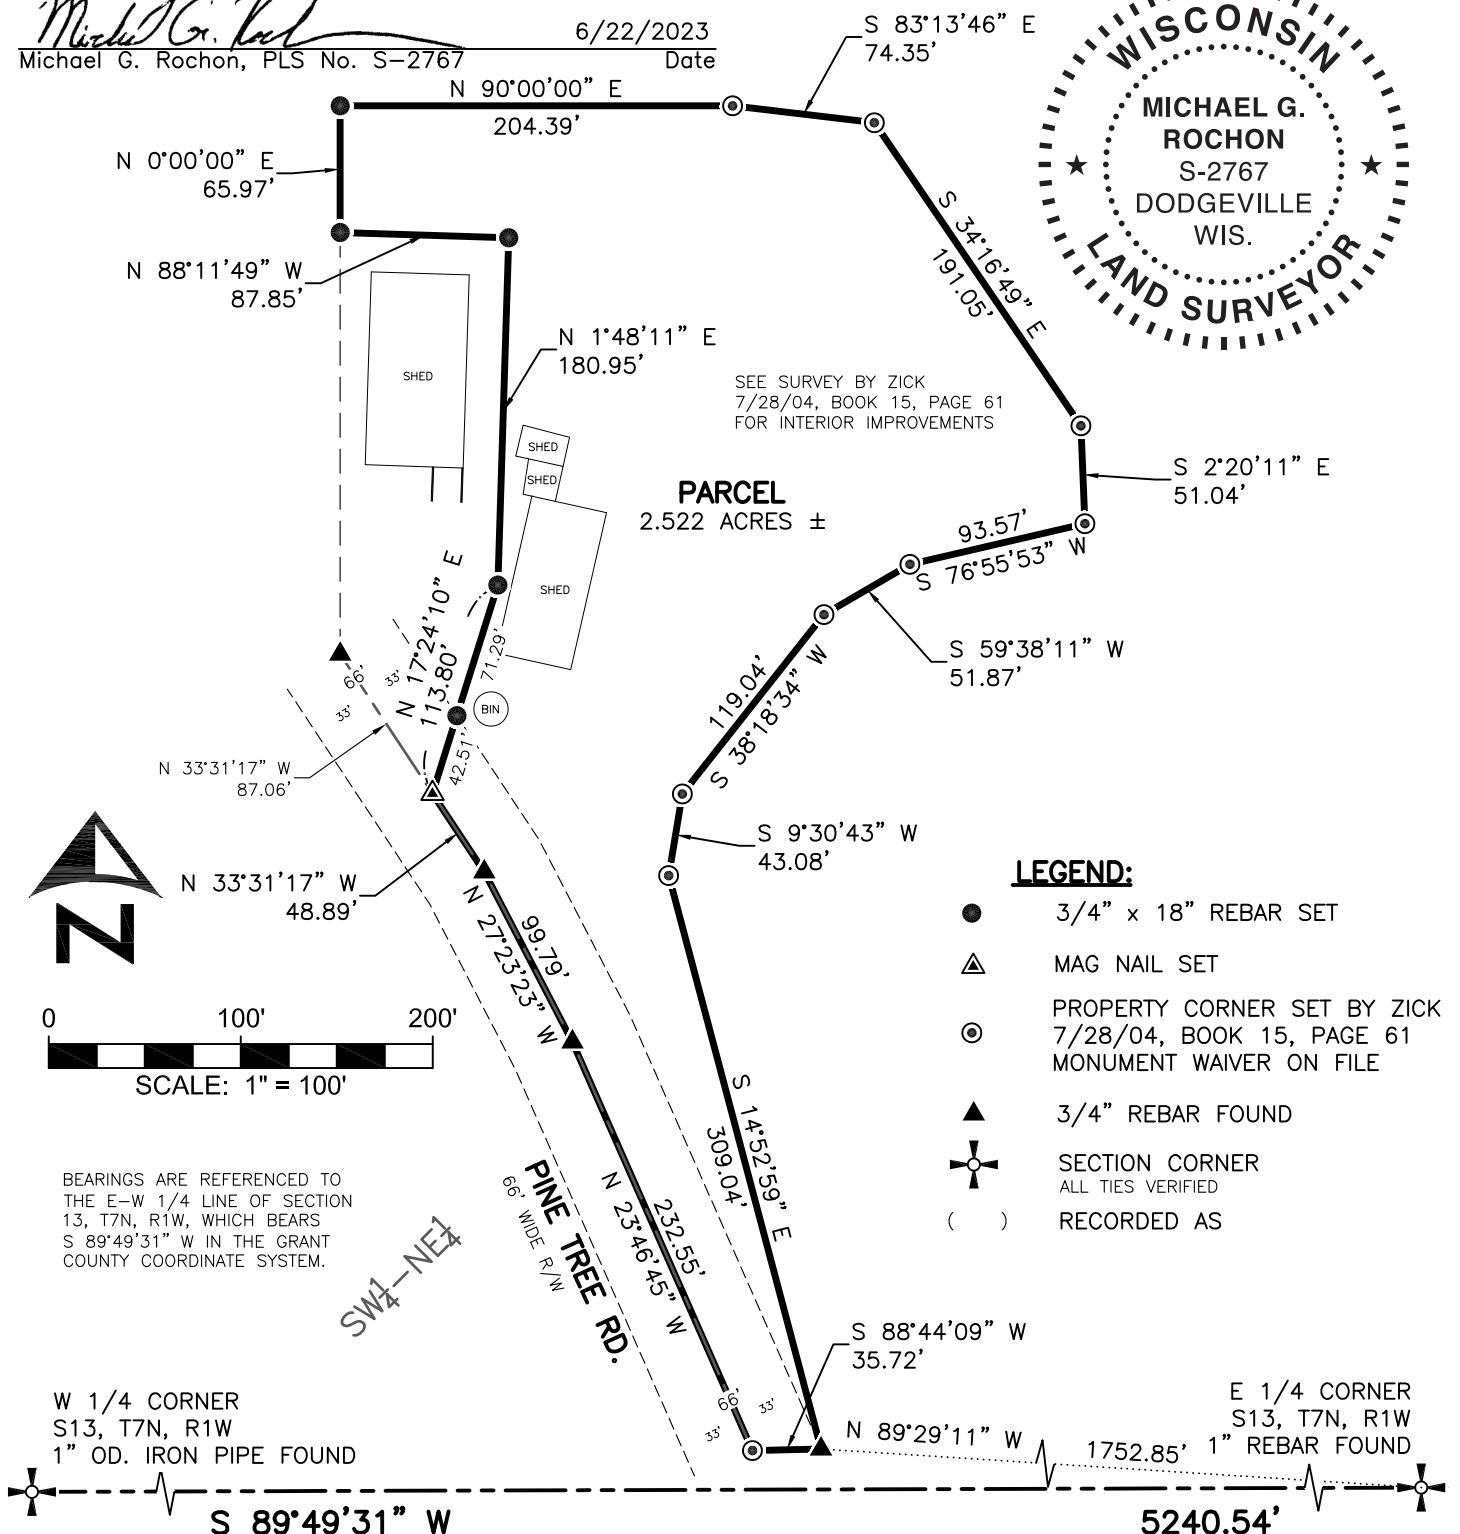 Michael G. Rochon, PLS No. S-2767
6/22/2023
Date
WISCONSIN
MICHAEL G.
ROCHON
S-2767
DODGEVILLE
WIS.
LAND SURVEYOR
S 83°13'46" E
74.35'
N 90°00'00" E
204.39'
N 0°00'00" E
65.97'
N 88°11'49" W
87.85'
S 34°16'49" E
191.05'
N 1°48'11" E
180.95'
SHED
SEE SURVEY BY ZICK
7/28/04, BOOK 15, PAGE 61
FOR INTERIOR IMPROVEMENTS
SHED
SHED
SHED
PARCEL
2.522 ACRES ±
S 2°20'11" E
51.04'
93.57'
S 76°55'53" W
S 59°38'11" W
51.87'
N 17°24'10" E
113.80'
71.29'
42.51'
BIN
66'
33'
33'
N 33°31'17" W
87.06'
119.04'
S 38°18'34" W
S 9°30'43" W
43.08'
N 33°31'17" W
48.89'
99.79'
N 27°23'23" W
N
0 100' 200'
SCALE: 1" = 100'
LEGEND:
3/4" x 18" REBAR SET
MAG NAIL SET
PROPERTY CORNER SET BY ZICK
7/28/04, BOOK 15, PAGE 61
MONUMENT WAIVER ON FILE
3/4" REBAR FOUND
SECTION CORNER
ALL TIES VERIFIED
( ) RECORDED AS
BEARINGS ARE REFERENCED TO
THE E-W 1/4 LINE OF SECTION
13, T7N, R1W, WHICH BEARS
S 89°49'31" W IN THE GRANT
COUNTY COORDINATE SYSTEM.
SW1/4-NE1/4
PINE TREE RD.
66' WIDE R/W
232.55'
N 23°46'45" W
S 14°52'59" E
309.04'
S 88°44'09" W
35.72'
66'
33'
33'
W 1/4 CORNER
S13, T7N, R1W
1" OD. IRON PIPE FOUND
N 89°29'11" W
1752.85'
E 1/4 CORNER
S13, T7N, R1W
1" REBAR FOUND
S 89°49'31" W
5240.54'